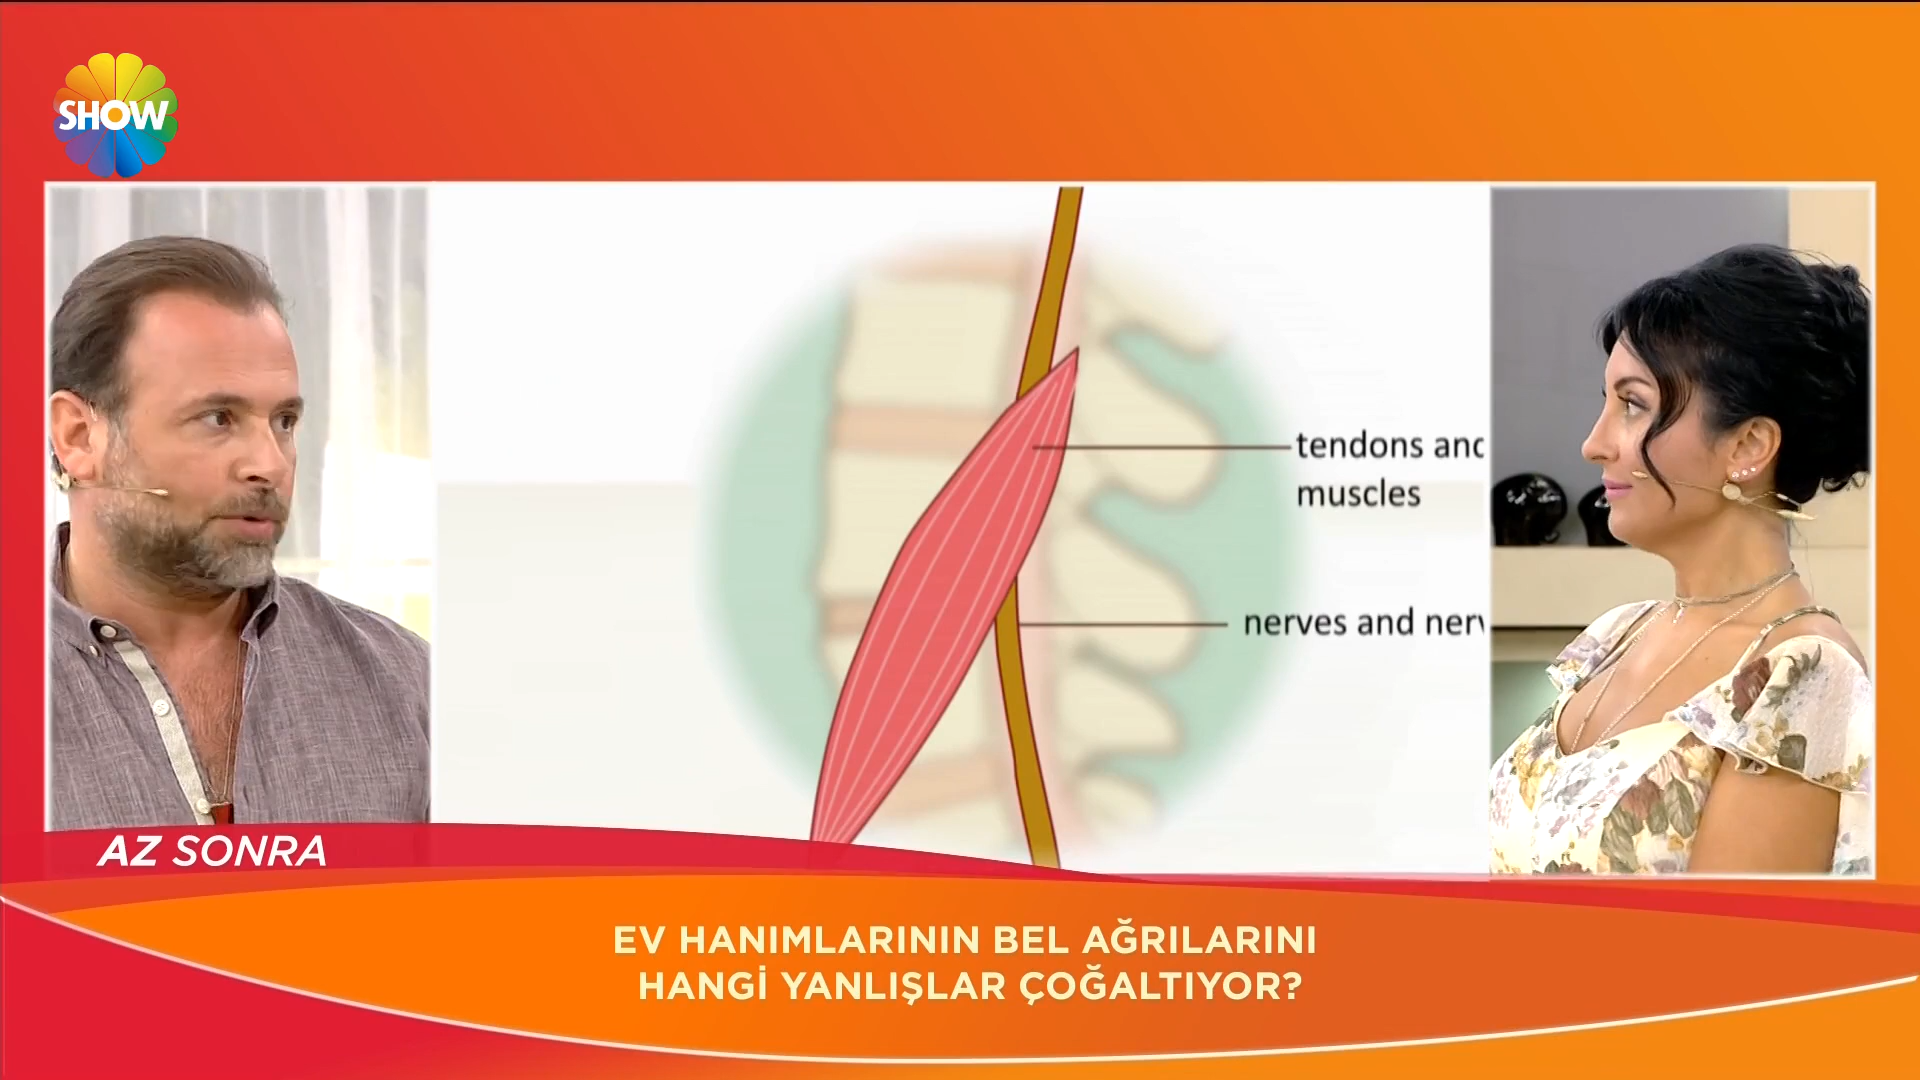 SHOW
tendons and
muscles
nerves and
AZ SONRA
EV HANIMLARININ BEL AĞRILARINI
HANGİ YANLIŞLAR ÇOĞALTIYOR?